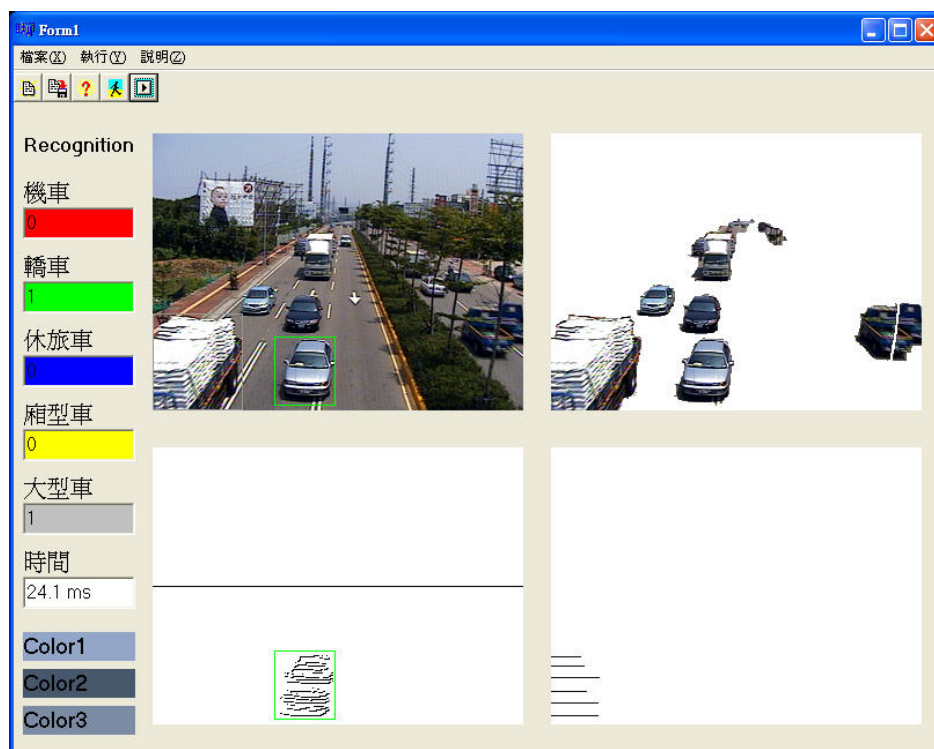 Form1
檔案(X) 執行(Y) 說明(Z)
Recognition
機車
0
轎車
1
休旅車
0
廂型車
0
大型車
1
時間
24.1 ms
Color1
Color2
Color3